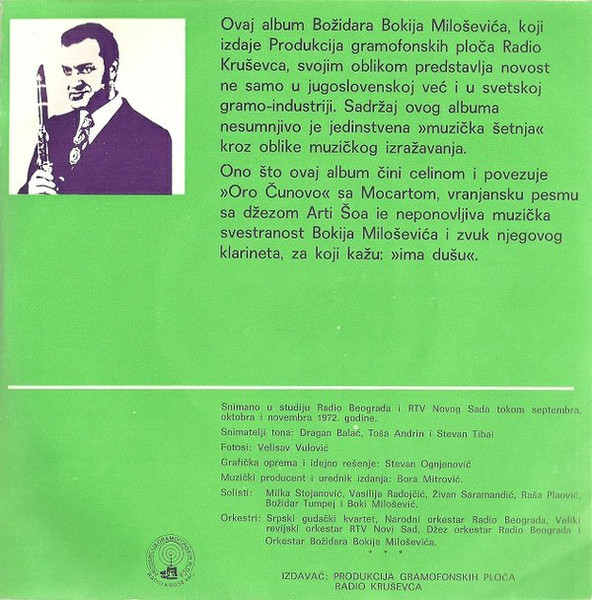 Ovaj album Božidara Bokija Miloševića, koji
izdaje Produkcija gramofonskih ploča Radio
Kruševca, svojim oblikom predstavlja novost
ne samo u jugoslovenskoj već i u svetskoj
gramo-industriji. Sadržaj ovog albuma
nesumnjivo je jedinstvena »muzička šetnja«
kroz oblike muzičkog izražavanja.
Ono što ovaj album čini celinom i povezuje
»Oro Čunovo« sa Mocartom, vranjansku pesmu
sa džezom Arti Šoa ie neponovljiva muzička
svestranost Bokija Miloševića i zvuk njegovog
klarineta, za koji kažu: »ima dušu«.
Snimano u studiju Radio Beograda i RTV Novog Sada tokom septembra,
oktobra i novembra 1972. godine.
Snimatelji tona: Dragan Balać, Toša Andrin i Stevan Tibai
Fotosi: Velisav Vulović
Grafička oprema i idejno rešenje: Stevan Ognjenović
Muzički producent i urednik izdanja: Bora Mitrović.
Solisti: Milka Stojanović, Vasilija Radojčić, Živan Saramandić, Raša Plaović,
Božidar Tumpej i Boki Milošević.
Orkestri: Srpski gudački kvartet, Narodni orkestar Radio Beograda, Veliki
revijski orkestar RTV Novi Sad, Džez orkestar Radio Beograda i
Orkestar Božidara Bokija Miloševića.
* * *
IZDAVAČ: PRODUKCIJA GRAMOFONSKIH PLOČA
RADIO KRUŠEVCA
PRODUKCIJA GRAMOFONSKIH PLOČA
RADIO KRUŠEVAC